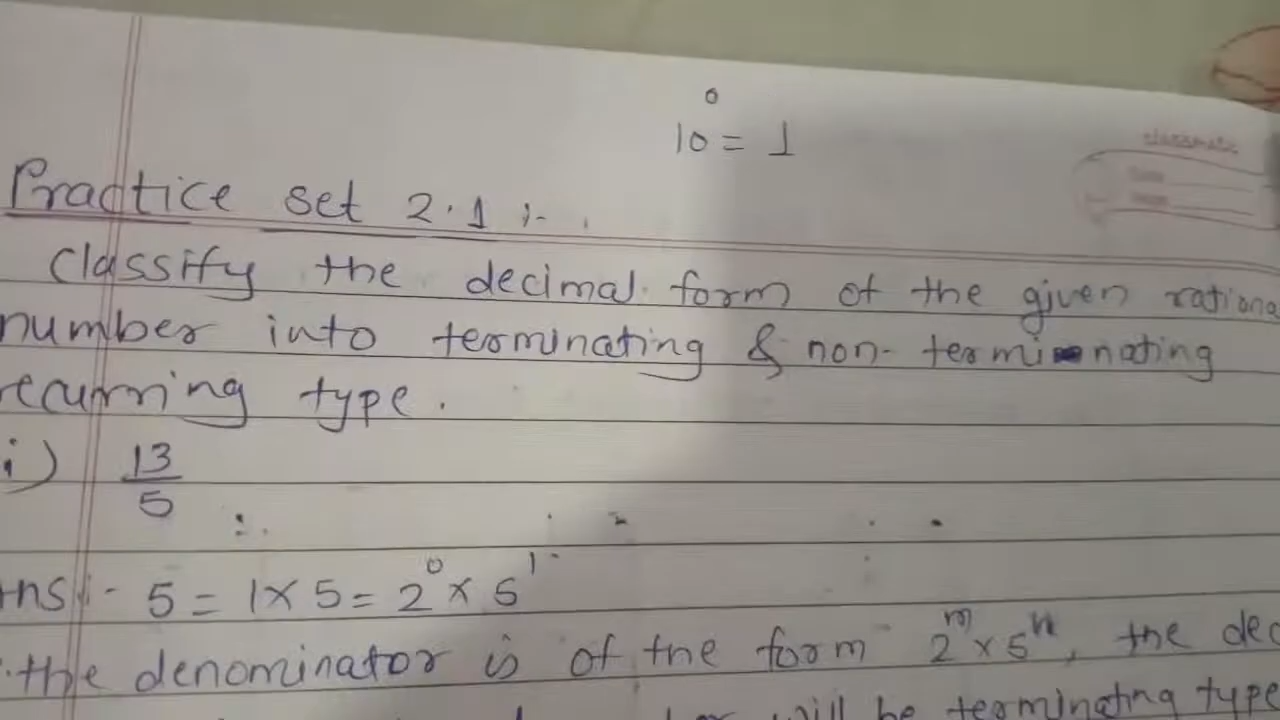 10⁰ = 1
classmate
Practice set 2.1 :-
Classify the decimal form of the given rationa
number into terminating & non-terminating
recurring type.
i) 13/5
Ans :- 5 = 1 × 5 = 2⁰ × 5¹
the denominator is of the form 2ᵐ × 5ⁿ, the dec
will be terminating type